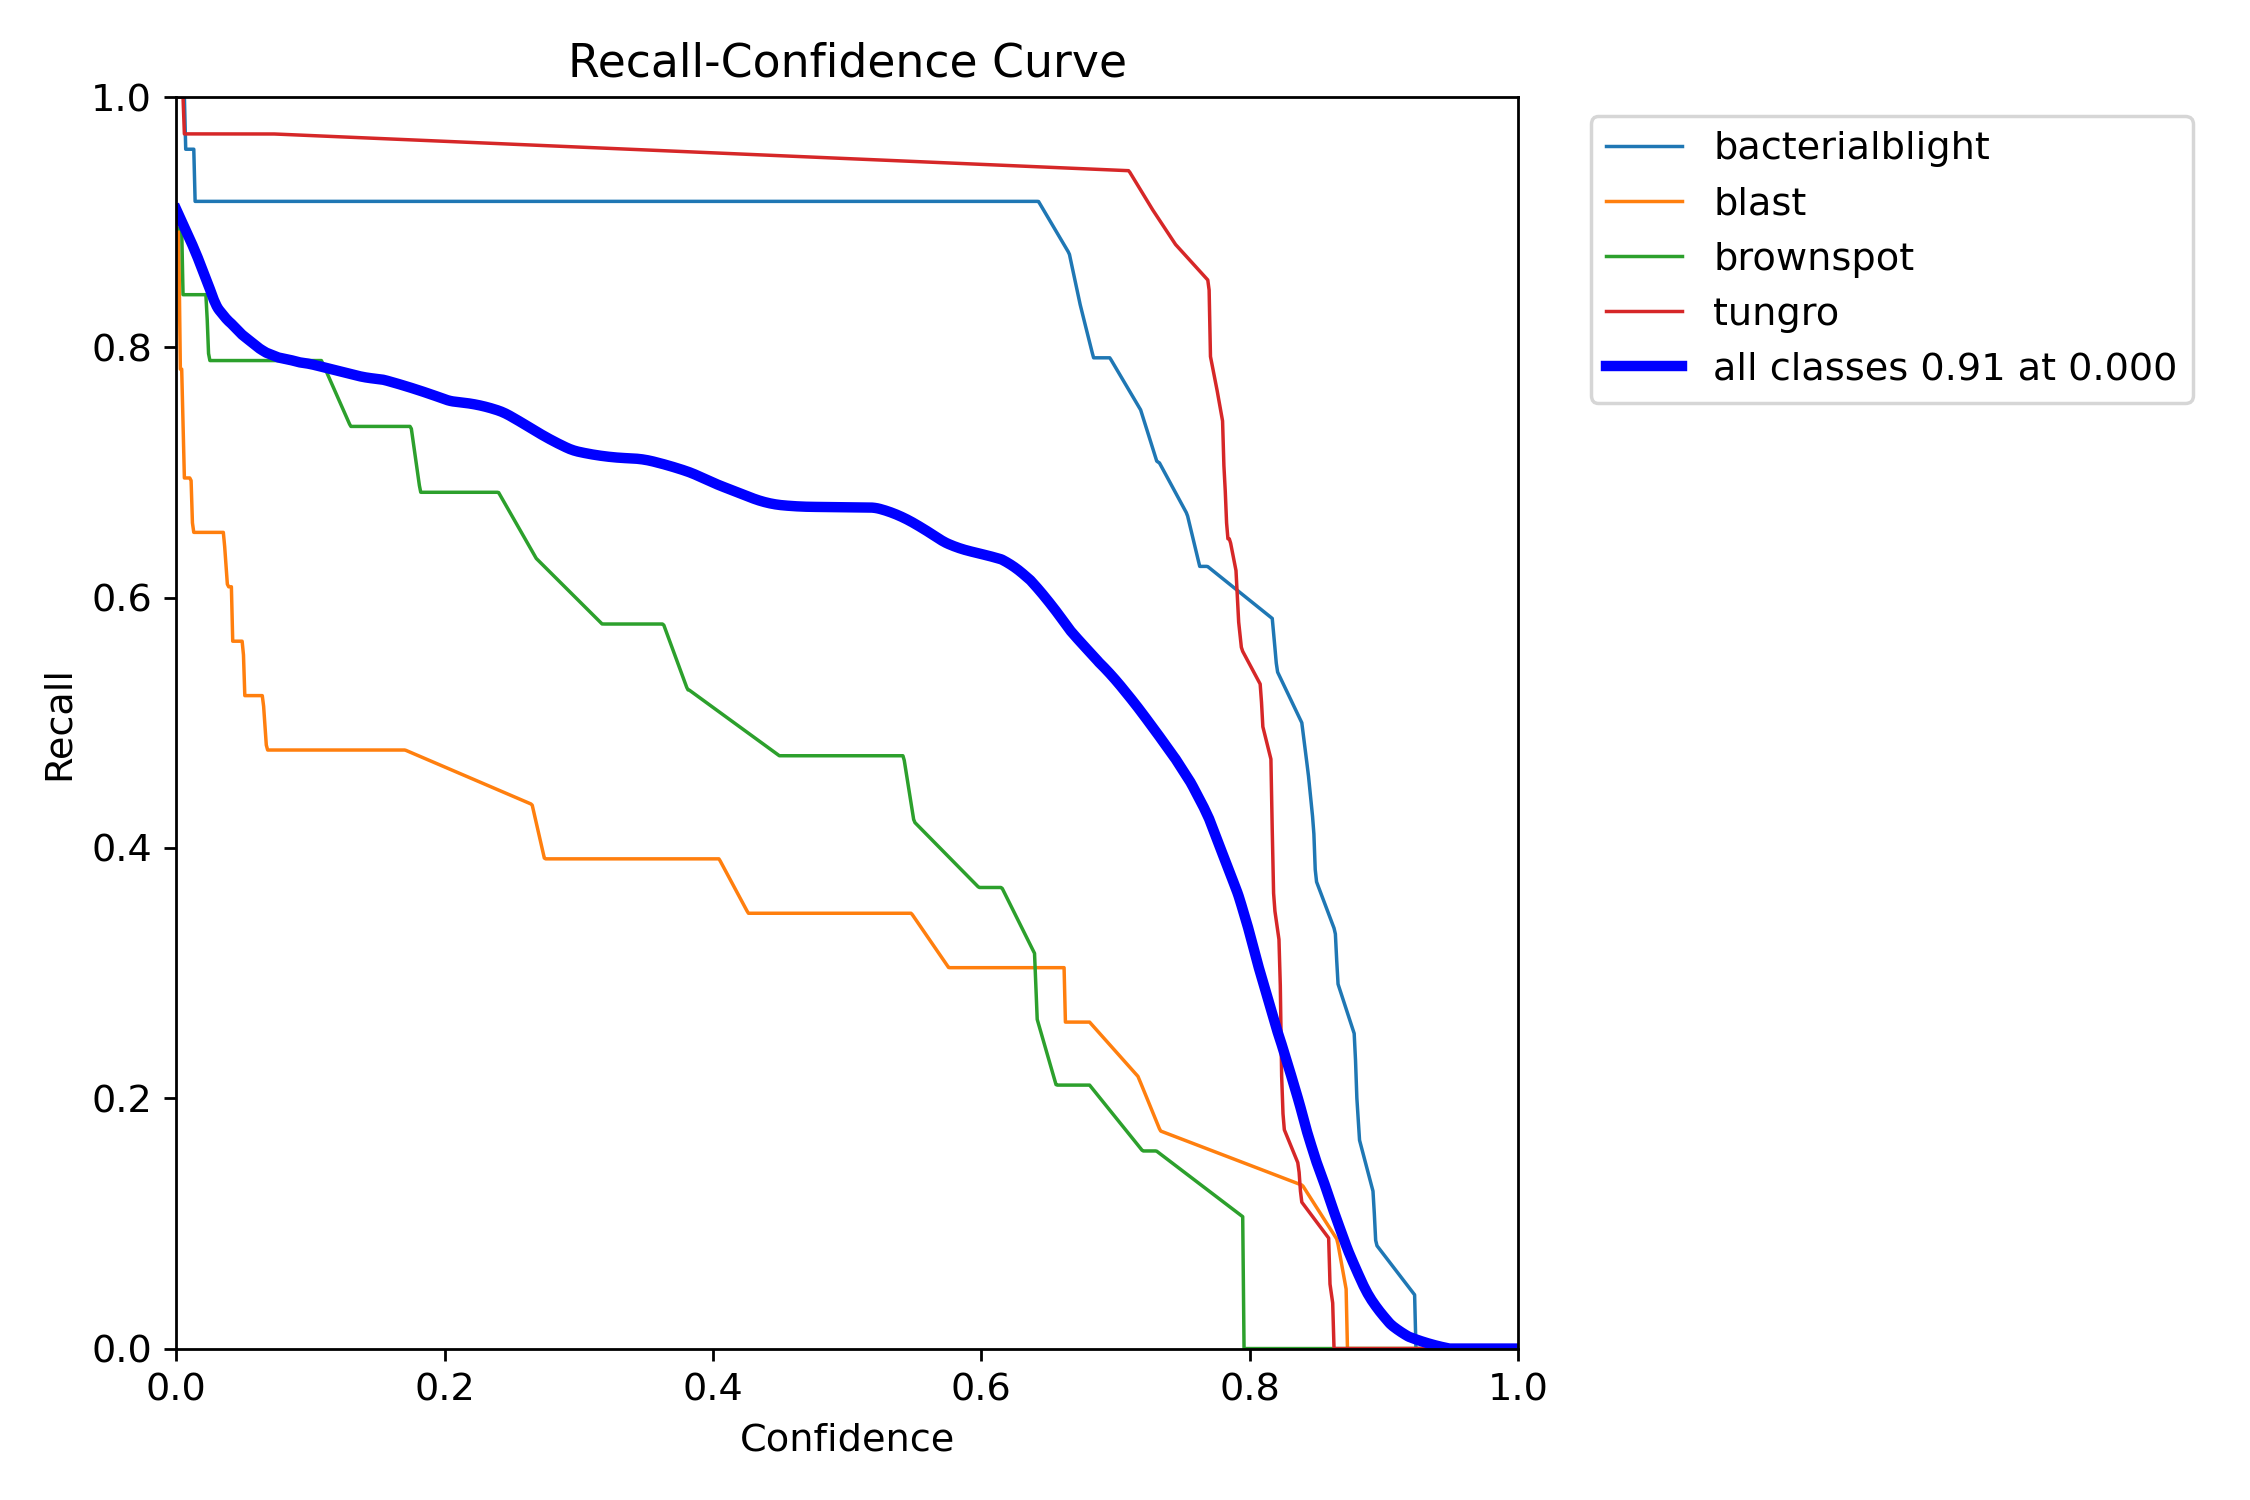 Recall-Confidence Curve
1.0
0.8
0.6
0.4
0.2
0.0
Recall
0.0 0.2 0.4 0.6 0.8 1.0
Confidence
bacterialblight
blast
brownspot
tungro
all classes 0.91 at 0.000